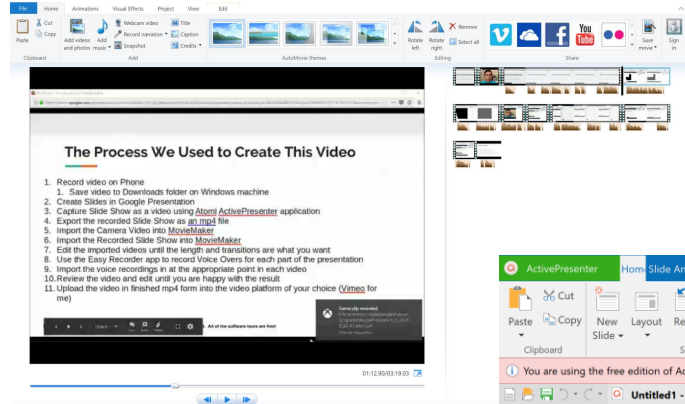 File Home Animations Visual Effects Project View Edit
Paste
Cut
Copy
Clipboard
Add videos and photos
Add music
Webcam video
Record narration
Snapshot
Title
Caption
Credits
Add
AutoMovie themes
Rotate left
Rotate right
Remove
Select all
Editing
You Tube
Share
Save movie
Sign in
The Process We Used to Create This Video
1. Record video on Phone
1. Save video to Downloads folder on Windows machine
2. Create Slides in Google Presentation
3. Capture Slide Show as a video using Atomi ActivePresenter application
4. Export the recorded Slide Show as an mp4 file
5. Import the Camera Video into MovieMaker
6. Import the Recorded Slide Show into MovieMaker
7. Edit the imported videos until the length and transitions are what you want
8. Use the Easy Recorder app to record Voice Overs for each part of the presentation
9. Import the voice recordings in at the appropriate point in each video
10. Review the video and edit until you are happy with the result
11. Upload the video in finished mp4 form into the video platform of your choice (Vimeo for
me)
All of the software tools are free!
Game clip recorded
01:12.90/03:19.03
ActivePresenter Home Slide An
Paste
Cut
Copy
Clipboard
New Slide
Layout
Re
S
You are using the free edition of Ac
Untitled1 -